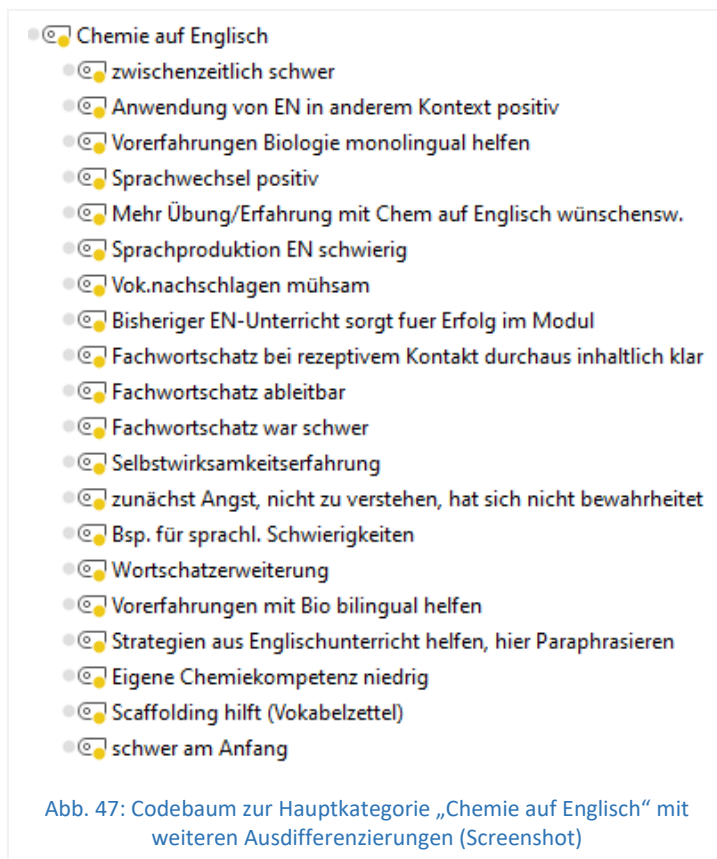 Chemie auf Englisch
zwischenzeitlich schwer
Anwendung von EN in anderem Kontext positiv
Vorerfahrungen Biologie monolingual helfen
Sprachwechsel positiv
Mehr Übung/Erfahrung mit Chem auf Englisch wünschensw.
Sprachproduktion EN schwierig
Vok.nachschlagen mühsam
Bisheriger EN-Unterricht sorgt fuer Erfolg im Modul
Fachwortschatz bei rezeptivem Kontakt durchaus inhaltlich klar
Fachwortschatz ableitbar
Fachwortschatz war schwer
Selbstwirksamkeitserfahrung
zunächst Angst, nicht zu verstehen, hat sich nicht bewahrheitet
Bsp. für sprachl. Schwierigkeiten
Wortschatzerweiterung
Vorerfahrungen mit Bio bilingual helfen
Strategien aus Englischunterricht helfen, hier Paraphrasieren
Eigene Chemiekompetenz niedrig
Scaffolding hilft (Vokabelzettel)
schwer am Anfang
Abb. 47: Codebaum zur Hauptkategorie „Chemie auf Englisch“ mit
weiteren Ausdifferenzierungen (Screenshot)